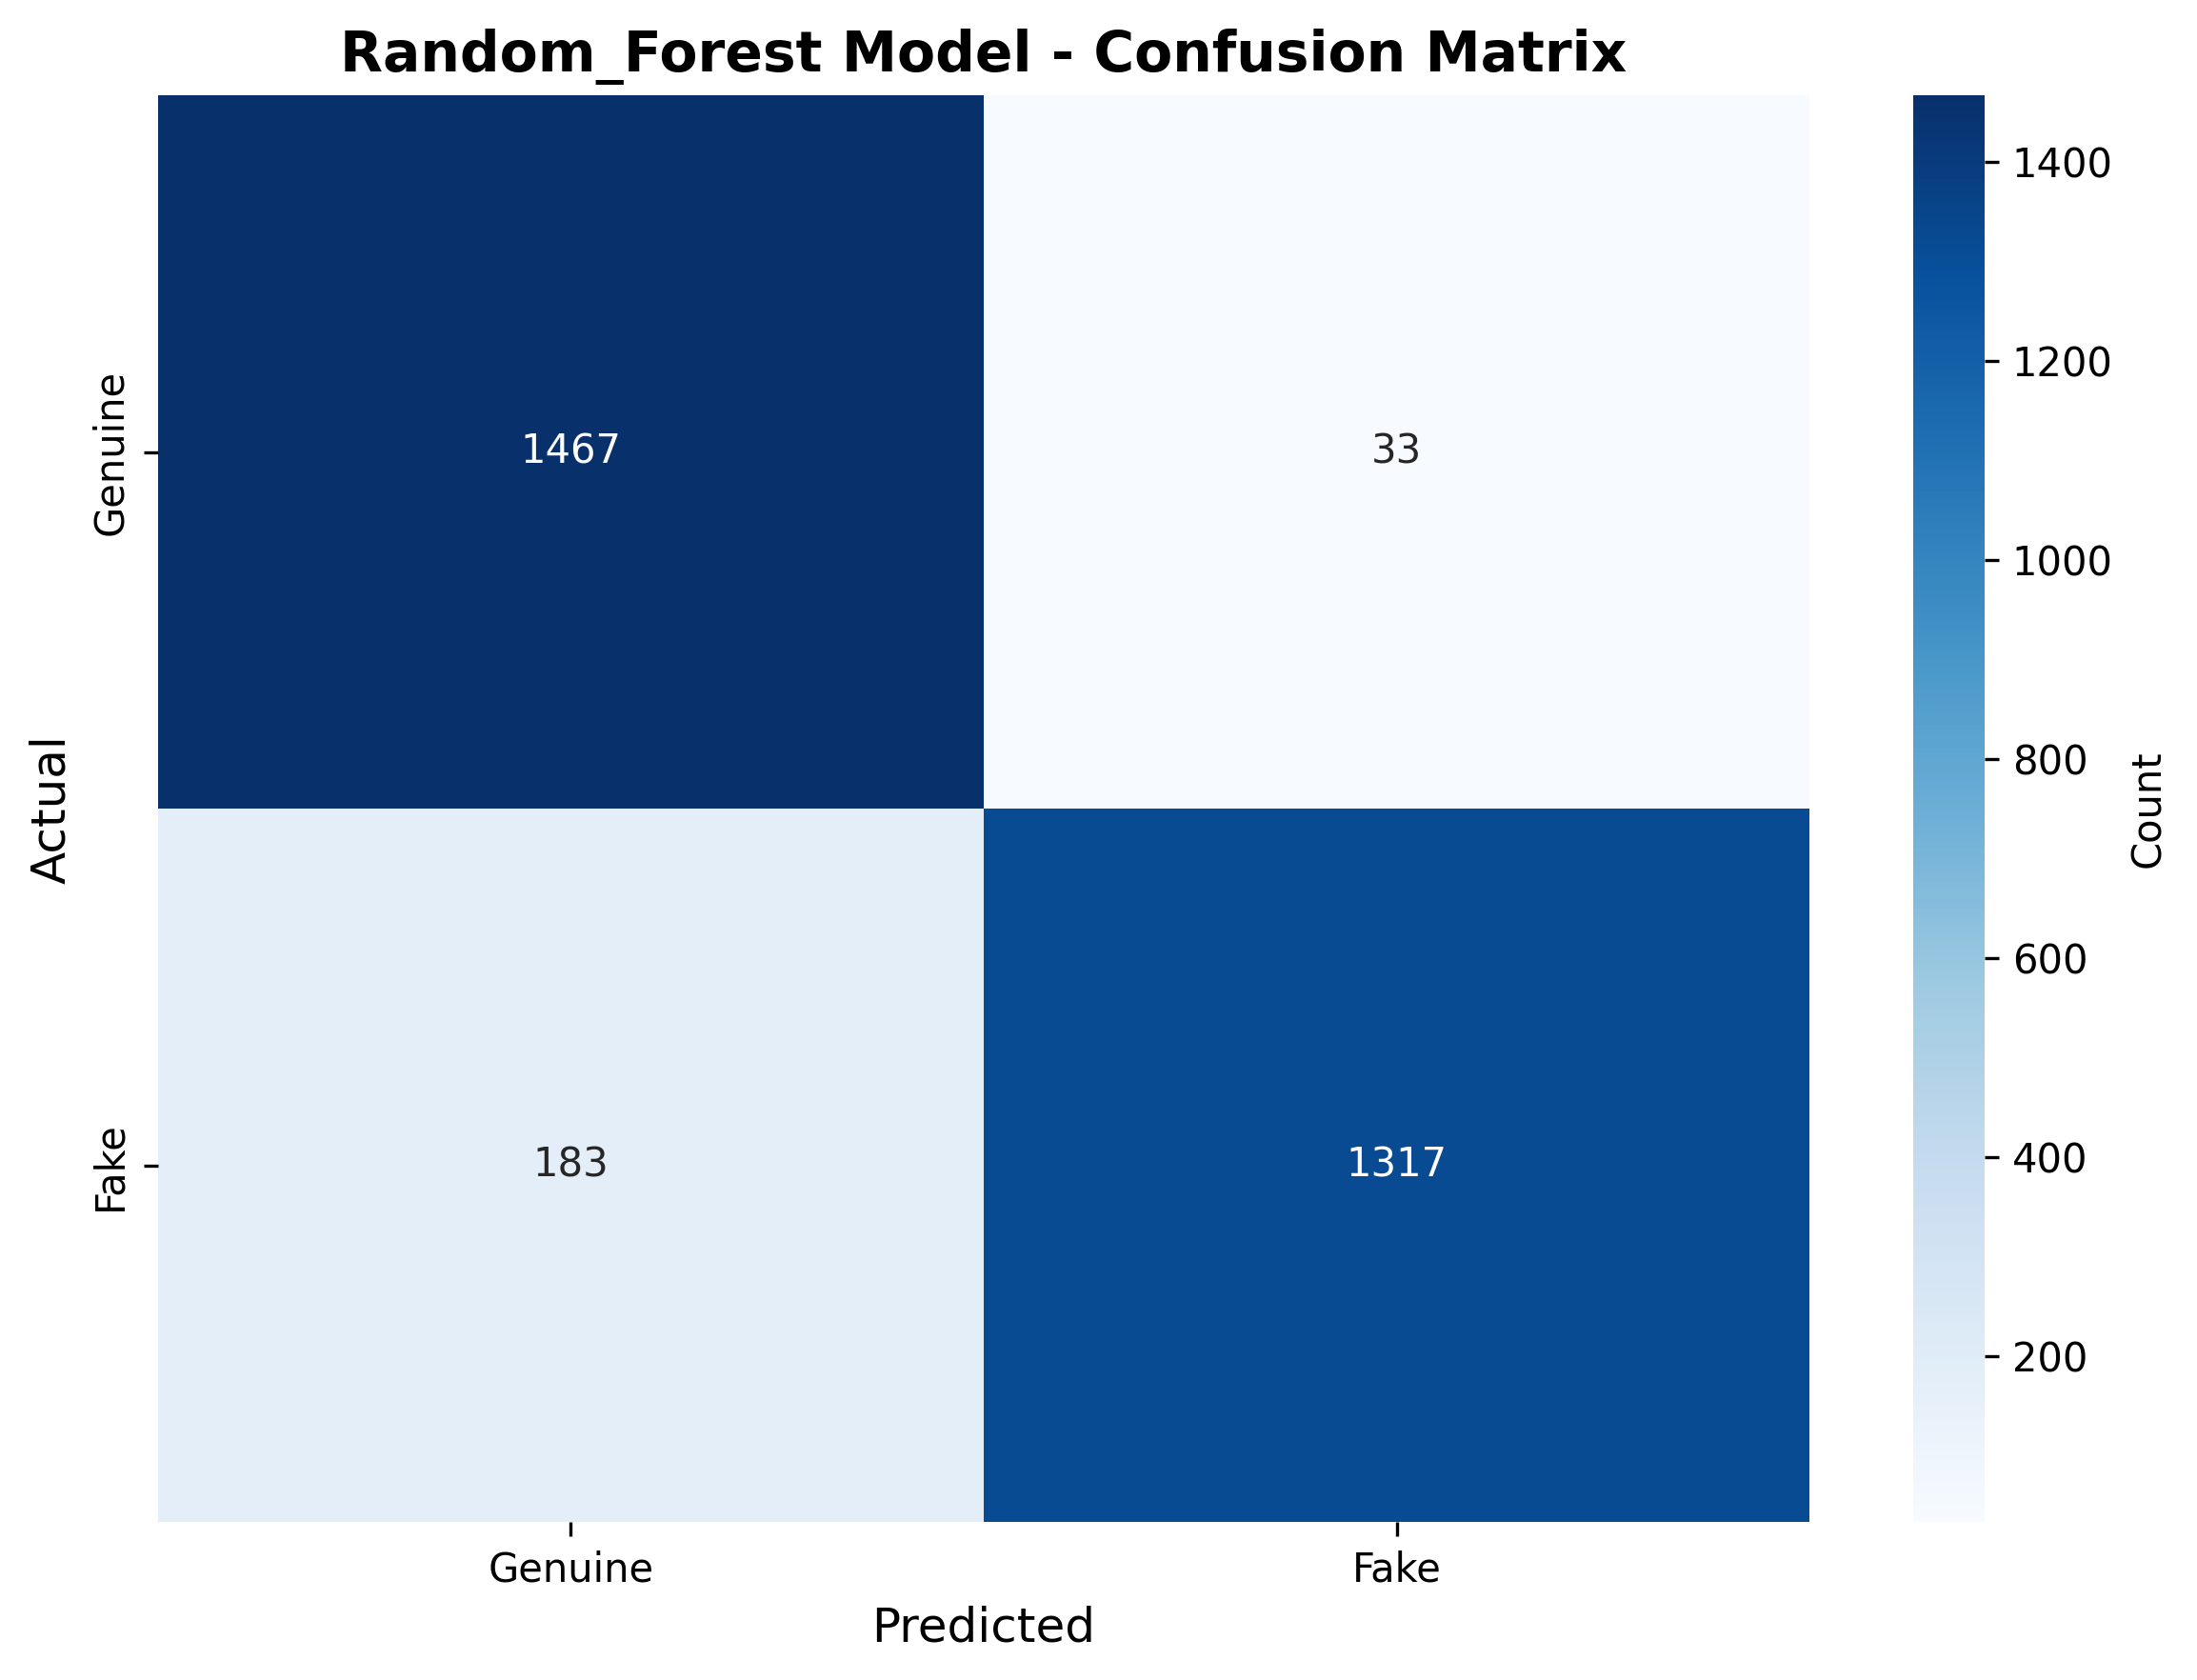 Random_Forest Model - Confusion Matrix
Actual
Genuine
1467
33
Fake
183
1317
Genuine
Fake
Predicted
1400
1200
1000
800
600
400
200
Count